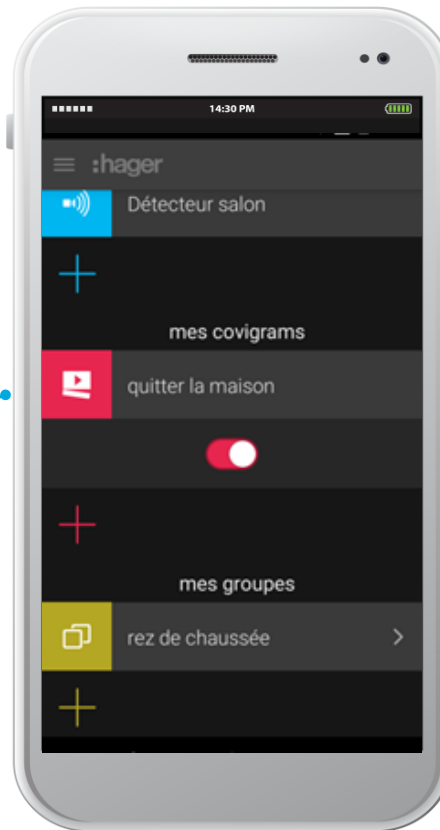 14:30 PM
:hager
Détecteur salon
mes covigrams
quitter la maison
mes groupes
rez de chaussée